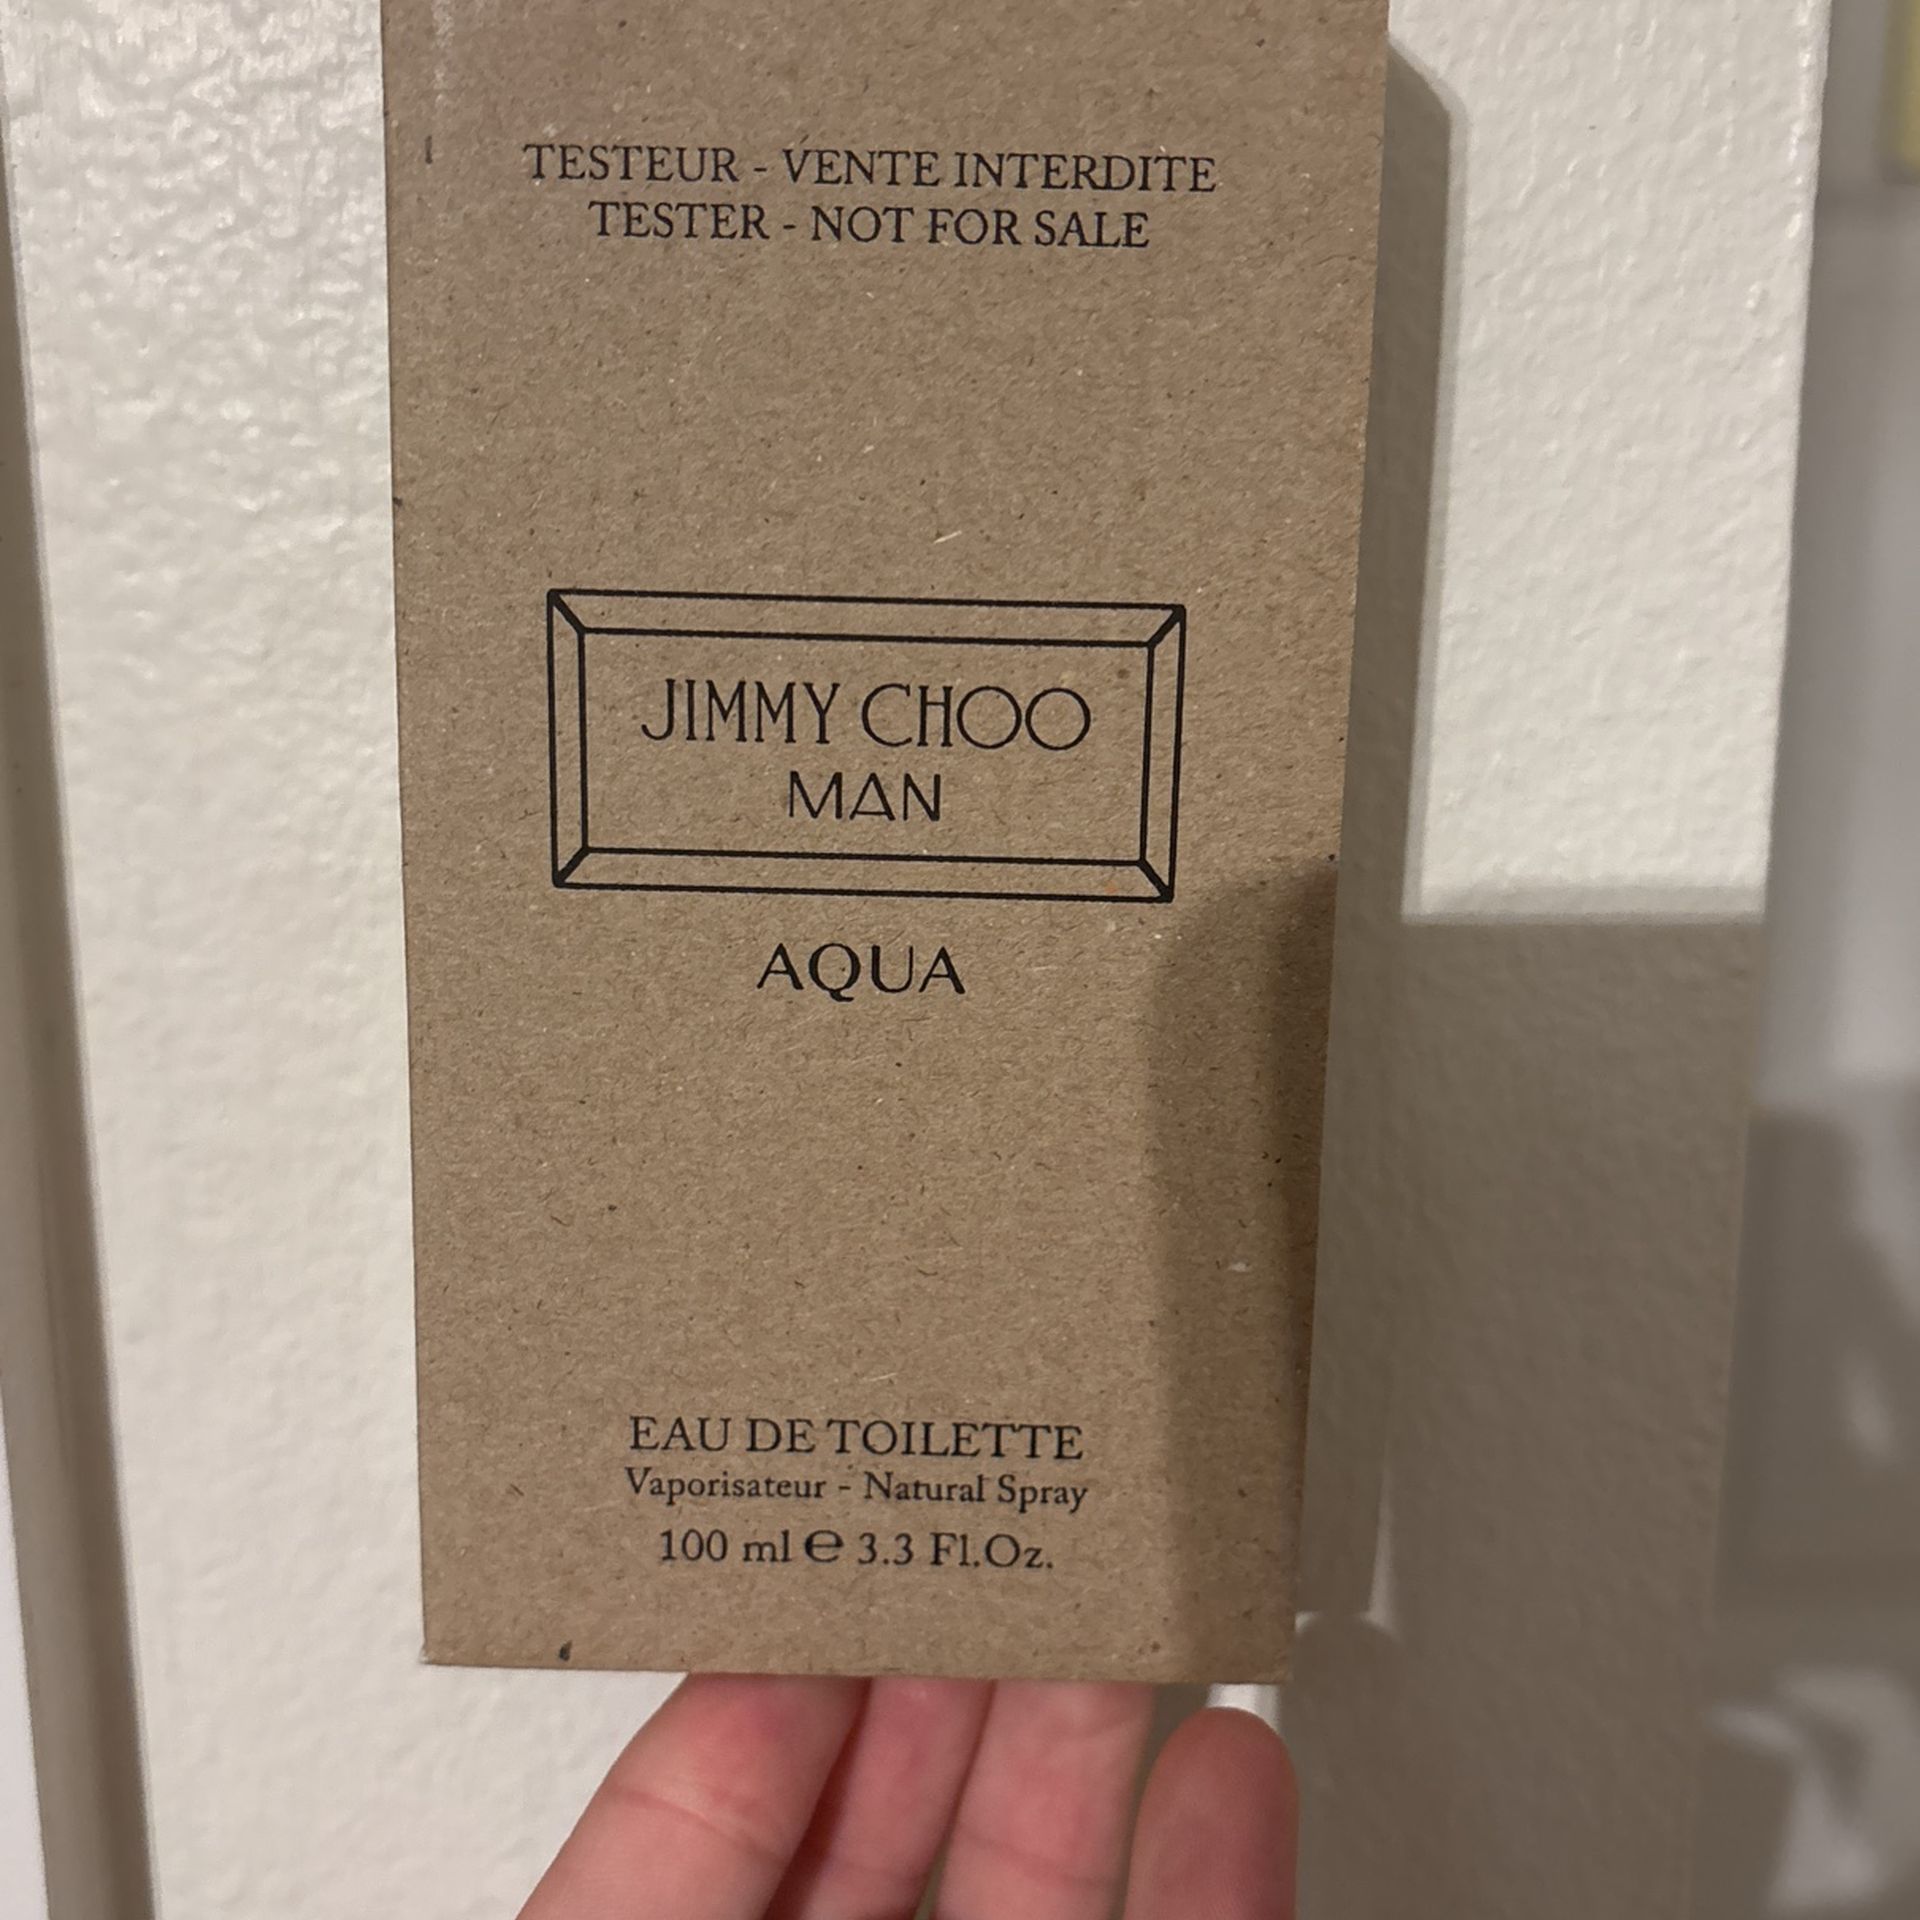 TESTEUR - VENTE INTERDITE
TESTER - NOT FOR SALE
JIMMY CHOO
MAN
AQUA
EAU DE TOILETTE
Vaporisateur - Natural Spray
100 ml ℮ 3.3 Fl.Oz.